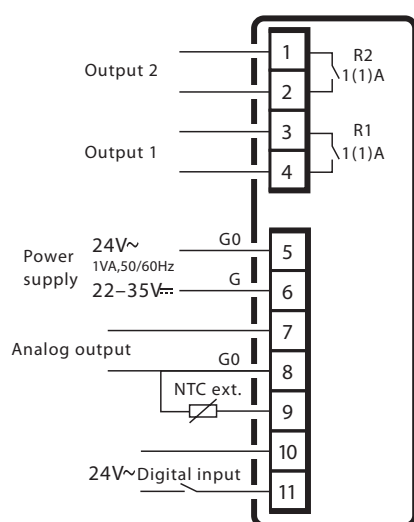 1
R2
Output 2
1(1)A
2
3
R1
Output 1
1(1)A
4
24V~
G0
5
Power
supply
1VA,50/60Hz
22–35V⎓
G
6
7
Analog output
G0
8
NTC ext.
9
10
24V~Digital input
11